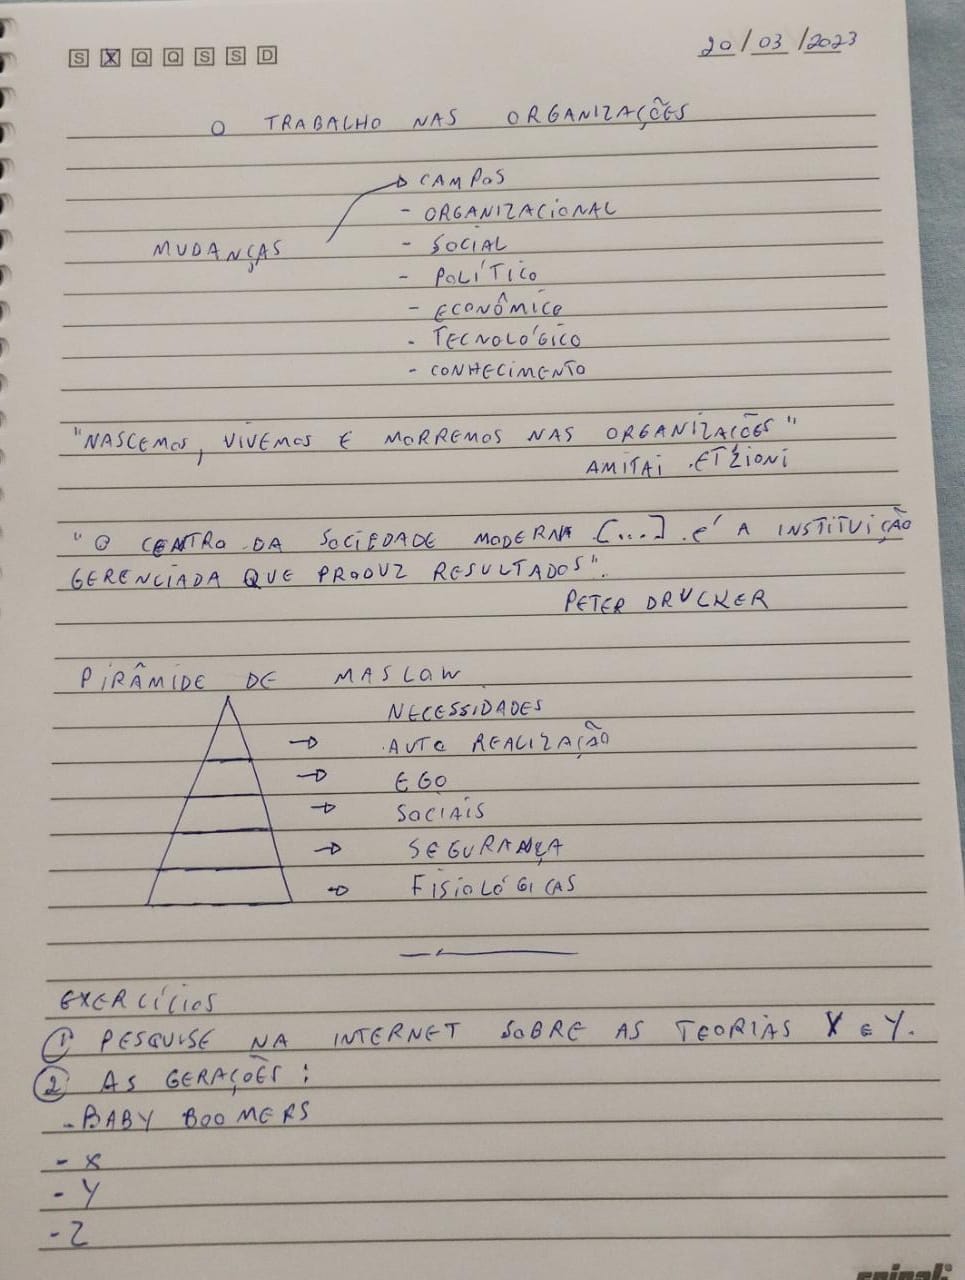 S X Q Q S S D
20/03/2023
O TRABALHO NAS ORGANIZAÇÕES
CAMPOS
- ORGANIZACIONAL
MUDANÇAS - SOCIAL
- POLÍTICO
- ECONÔMICO
- TECNOLÓGICO
- CONHECIMENTO
"NASCEMOS, VIVEMOS E MORREMOS NAS ORGANIZAÇÕES"
AMITAI ETZIONI
"O CENTRO DA SOCIEDADE MODERNA [...] É A INSTITUIÇÃO
GERENCIADA QUE PRODUZ RESULTADOS".
PETER DRUCKER
PIRÂMIDE DE MASLOW
NECESSIDADES
AUTO REALIZAÇÃO
EGO
SOCIAIS
SEGURANÇA
FISIOLÓGICAS
EXERCÍCIOS
1 PESQUISE NA INTERNET SOBRE AS TEORIAS X E Y.
2 AS GERAÇÕES:
- BABY BOOMERS
- X
- Y
- Z